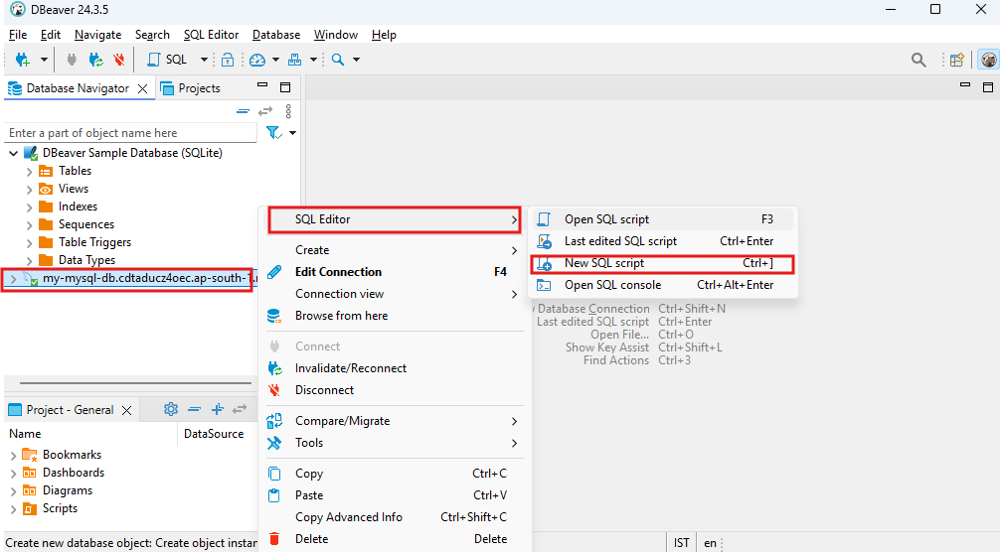 DBeaver 24.3.5
File Edit Navigate Search SQL Editor Database Window Help
SQL
Database Navigator Projects
Enter a part of object name here
DBeaver Sample Database (SQLite)
Tables
Views
Indexes
Sequences
Table Triggers
Data Types
my-mysql-db.cdtaducz4oec.ap-south-1.
SQL Editor
Create
Edit Connection F4
Connection view
Browse from here
Connect
Invalidate/Reconnect
Disconnect
Compare/Migrate
Tools
Copy Ctrl+C
Paste Ctrl+V
Copy Advanced Info Ctrl+Shift+C
Delete Delete
Open SQL script F3
Last edited SQL script Ctrl+Enter
New SQL script Ctrl+]
Open SQL console Ctrl+Alt+Enter
Database Connection Ctrl+Shift+N
Last edited SQL script Ctrl+Enter
Open File... Ctrl+O
Show Key Assist Ctrl+Shift+L
Find Actions Ctrl+3
Project - General
Name DataSource
Bookmarks
Dashboards
Diagrams
Scripts
Create new database object: Create object instan
IST en